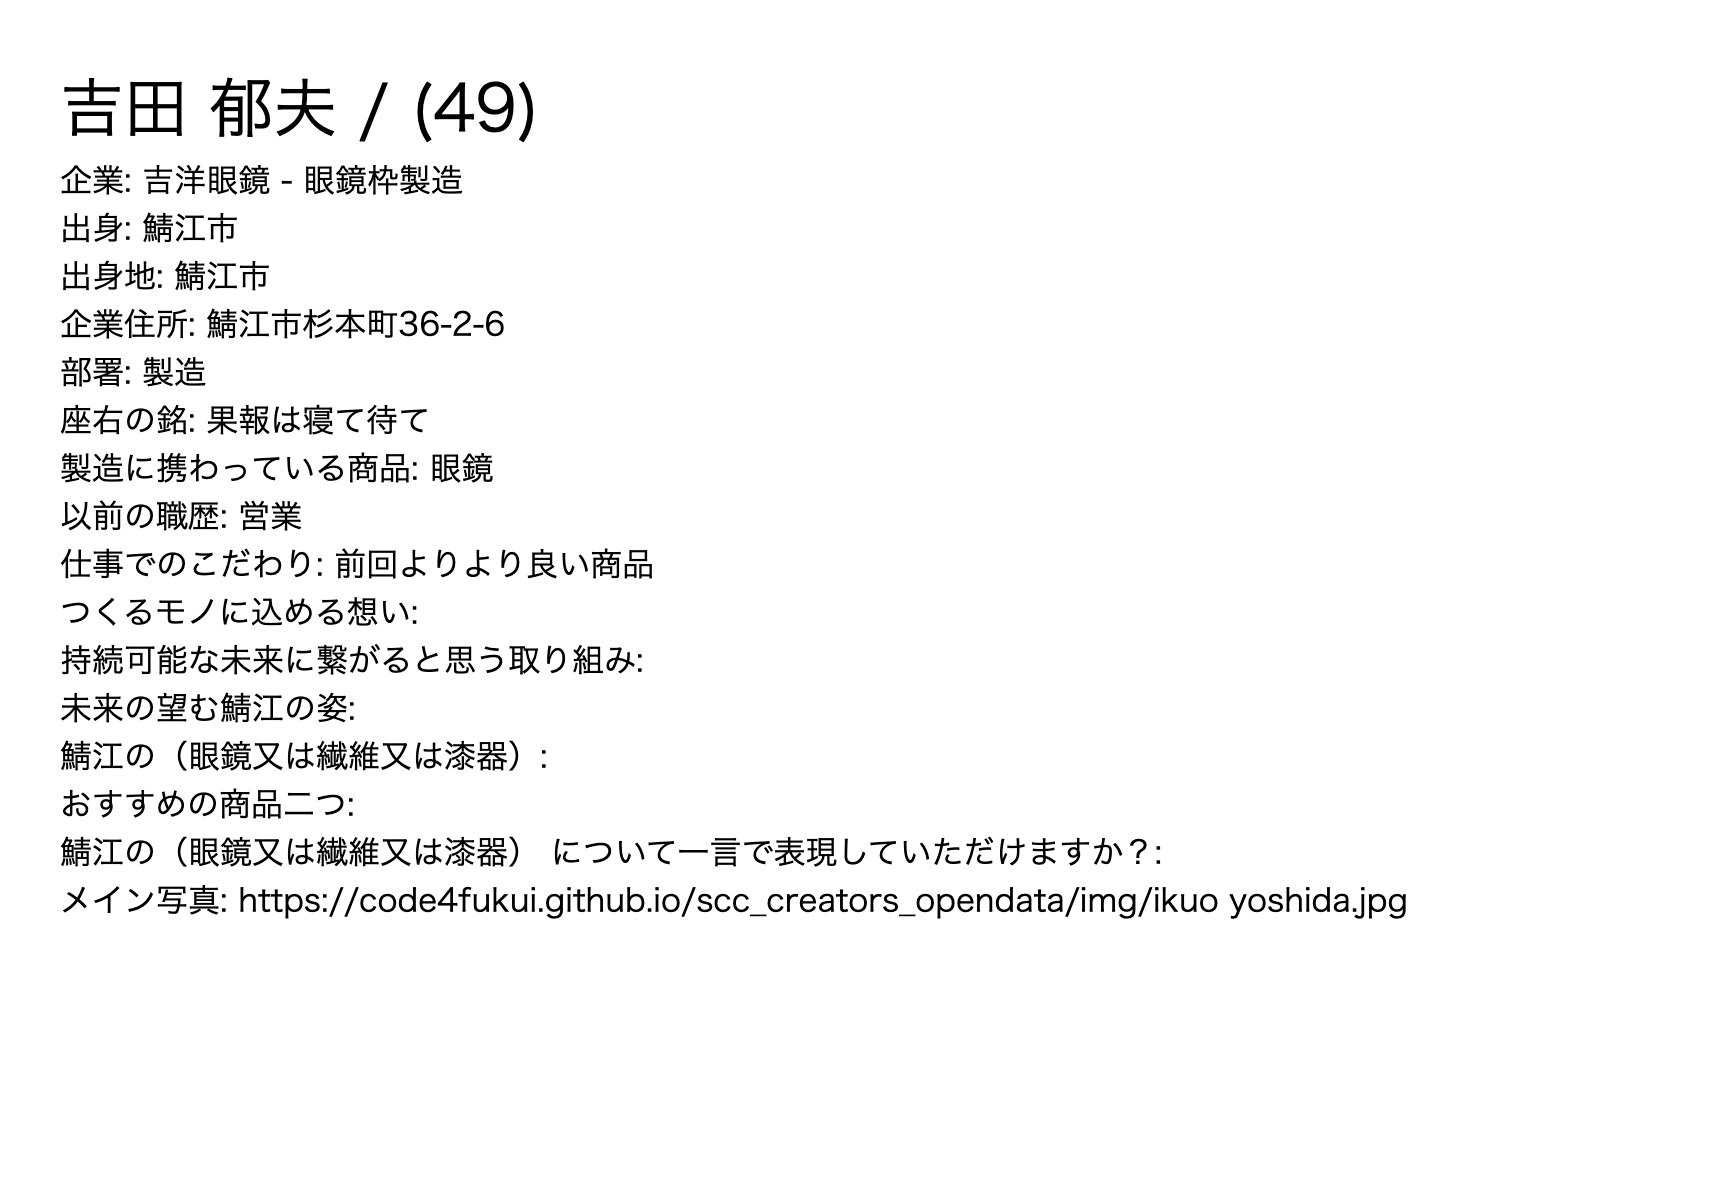 吉田 郁夫 / (49)
企業: 吉洋眼鏡 - 眼鏡枠製造
出身: 鯖江市
出身地: 鯖江市
企業住所: 鯖江市杉本町36-2-6
部署: 製造
座右の銘: 果報は寝て待て
製造に携わっている商品: 眼鏡
以前の職歴: 営業
仕事でのこだわり: 前回よりより良い商品
つくるモノに込める想い:
持続可能な未来に繋がると思う取り組み:
未来の望む鯖江の姿:
鯖江の（眼鏡又は繊維又は漆器）:
おすすめの商品二つ:
鯖江の（眼鏡又は繊維又は漆器） について一言で表現していただけますか？:
メイン写真: https://code4fukui.github.io/scc_creators_opendata/img/ikuo yoshida.jpg